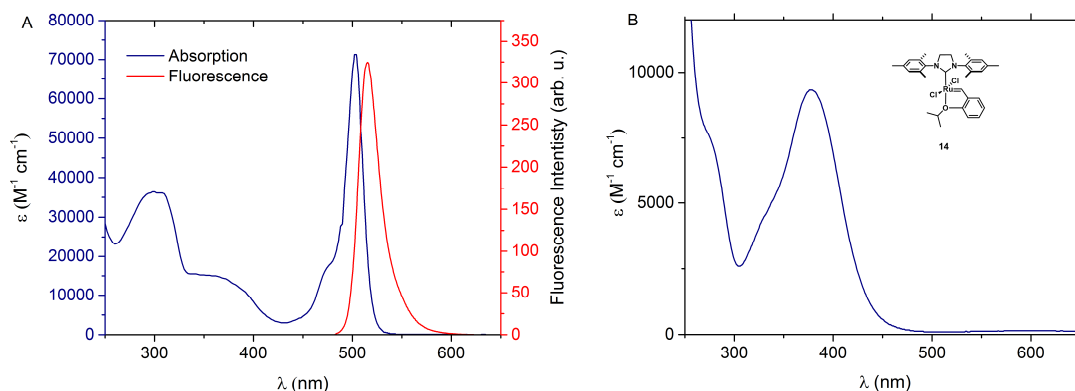 A
80000
70000
60000
50000
40000
30000
20000
10000
0
ε (M⁻¹ cm⁻¹)
Absorption
Fluorescence
350
300
250
200
150
100
50
0
Fluorescence Intentisty (arb. u.)
300
400
500
600
λ (nm)
B
10000
5000
0
ε (M⁻¹ cm⁻¹)
N
N
Cl
Ru
Cl
O
14
300
400
500
600
λ (nm)